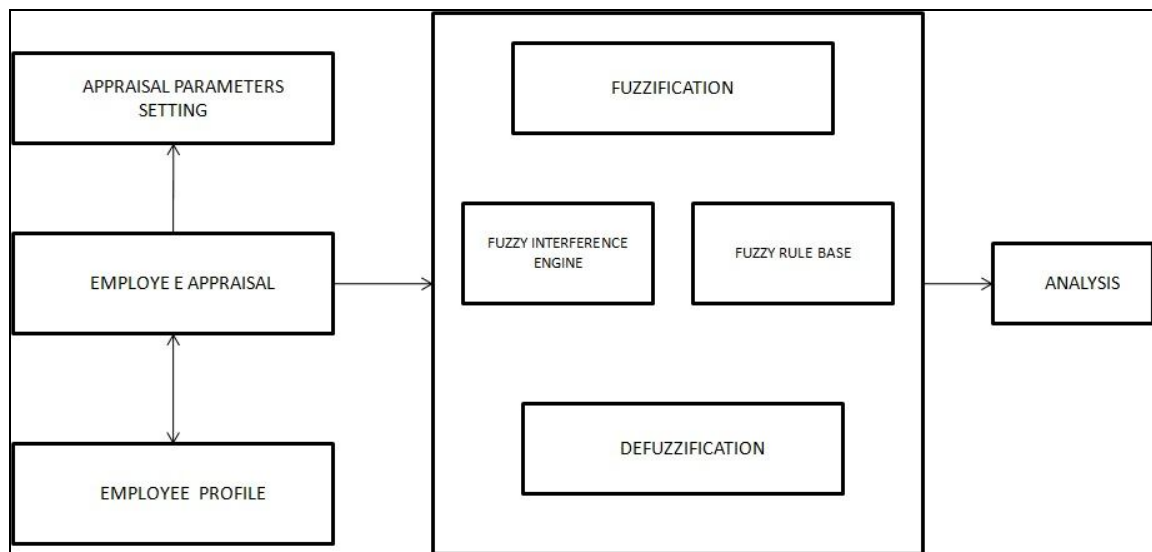 APPRAISAL PARAMETERS
SETTING
FUZZIFICATION
EMPLOYE E APPRAISAL
FUZZY INTERFERENCE
ENGINE
FUZZY RULE BASE
ANALYSIS
DEFUZZIFICATION
EMPLOYEE PROFILE